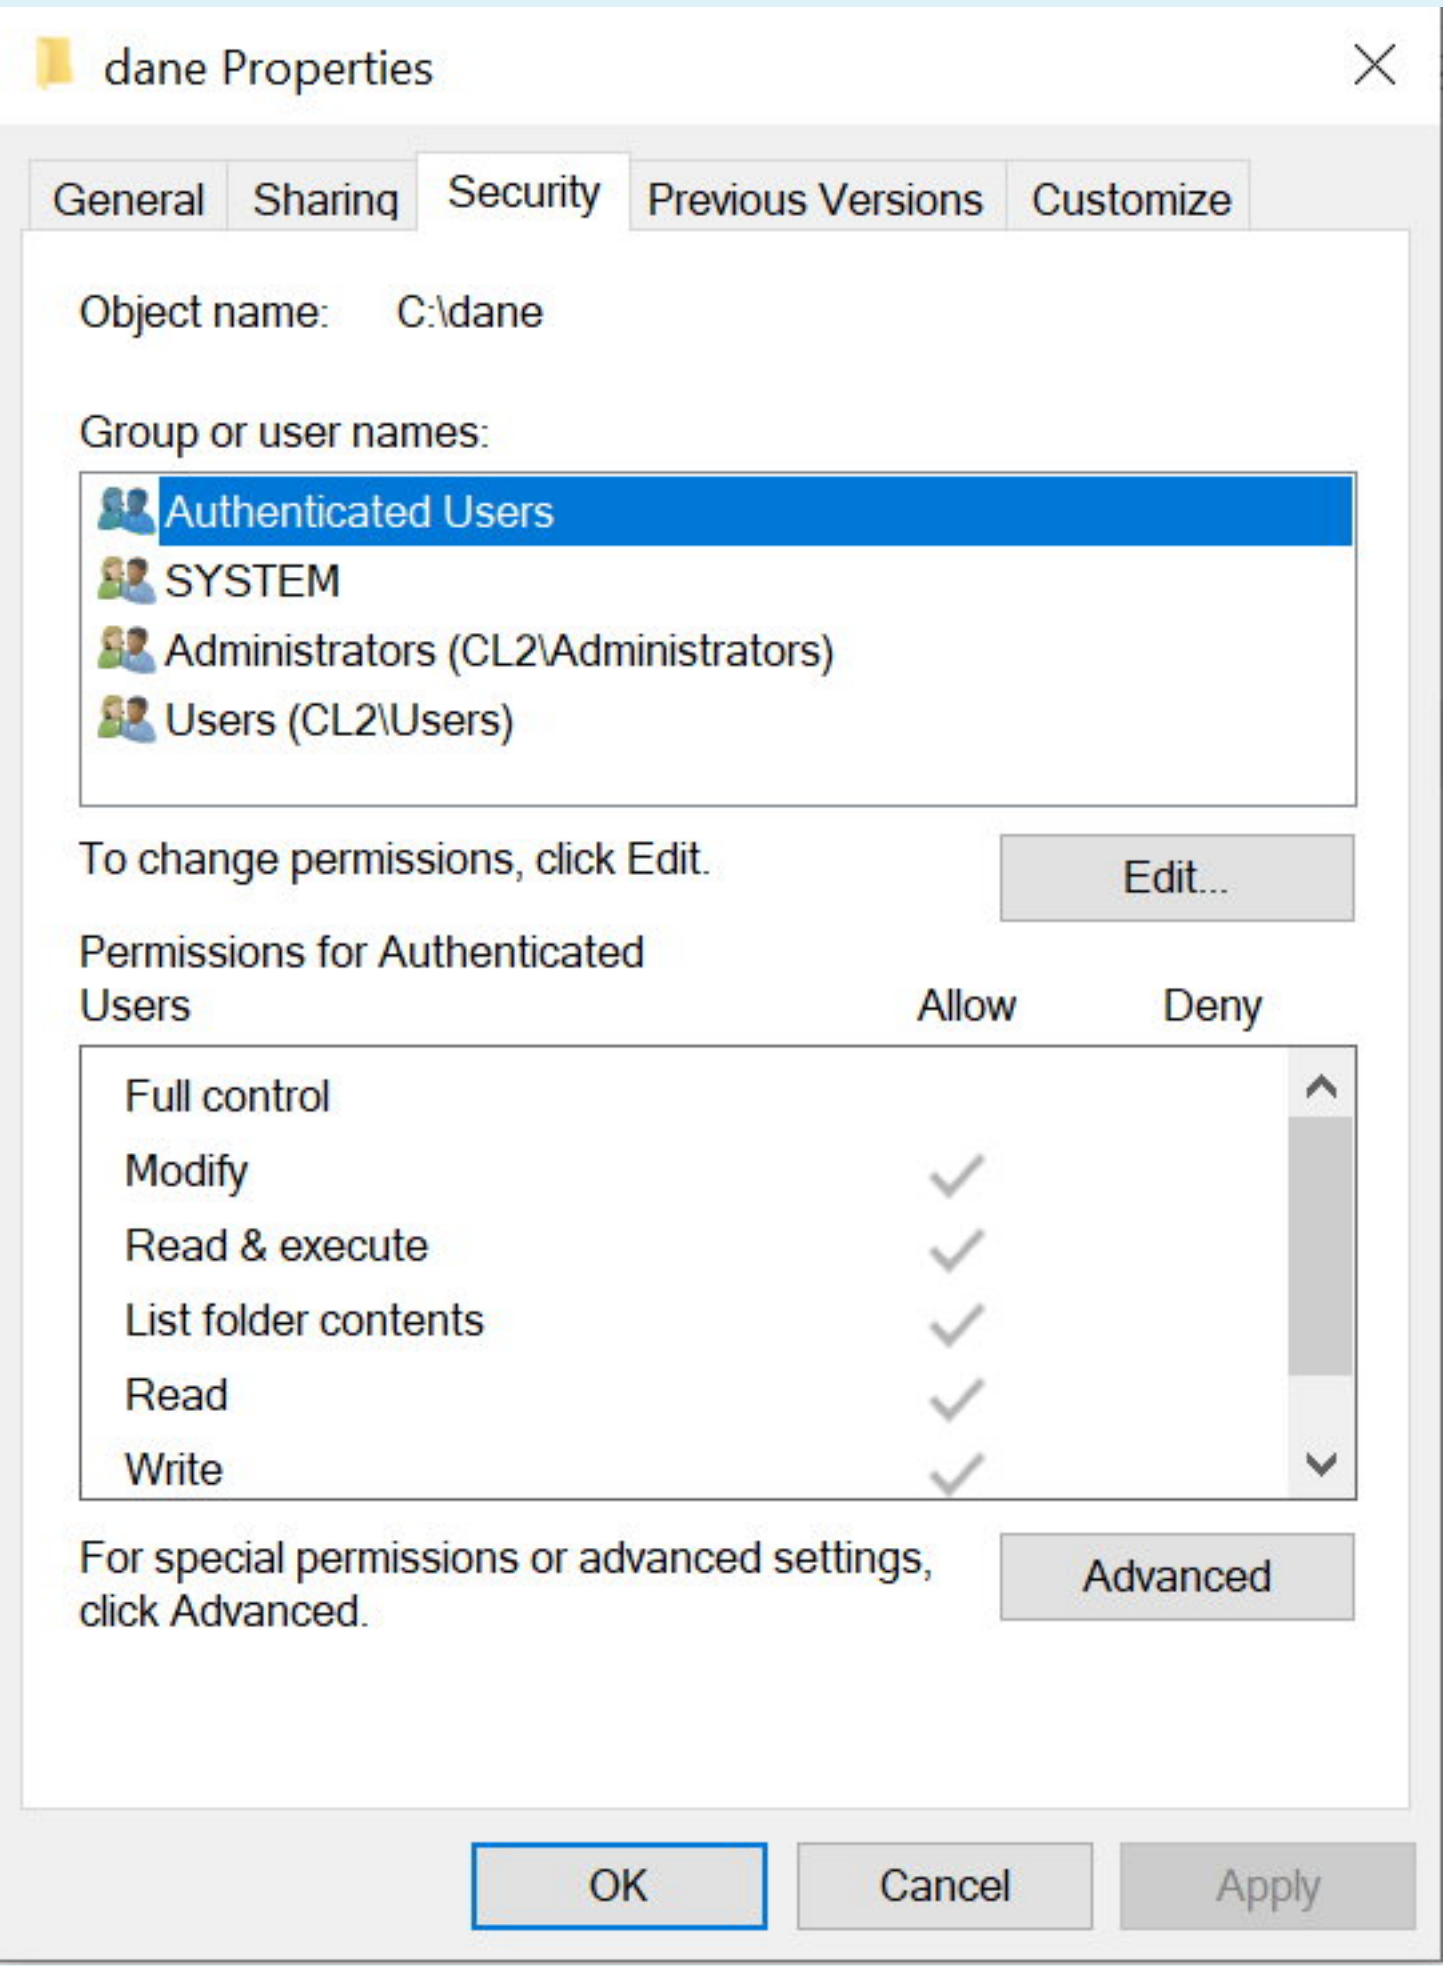 dane Properties
General Sharing Security Previous Versions Customize
Object name: C:\dane
Group or user names:
Authenticated Users
SYSTEM
Administrators (CL2\Administrators)
Users (CL2\Users)
To change permissions, click Edit.
Edit...
Permissions for Authenticated
Users Allow Deny
Full control
Modify
Read & execute
List folder contents
Read
Write
For special permissions or advanced settings,
click Advanced.
Advanced
OK Cancel Apply